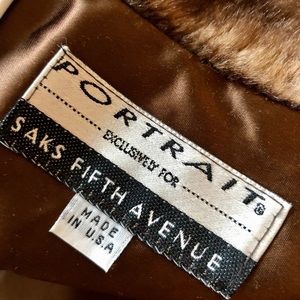 PORTRAIT®
EXCLUSIVELY FOR
SAKS FIFTH AVENUE
MADE
IN U.S.A